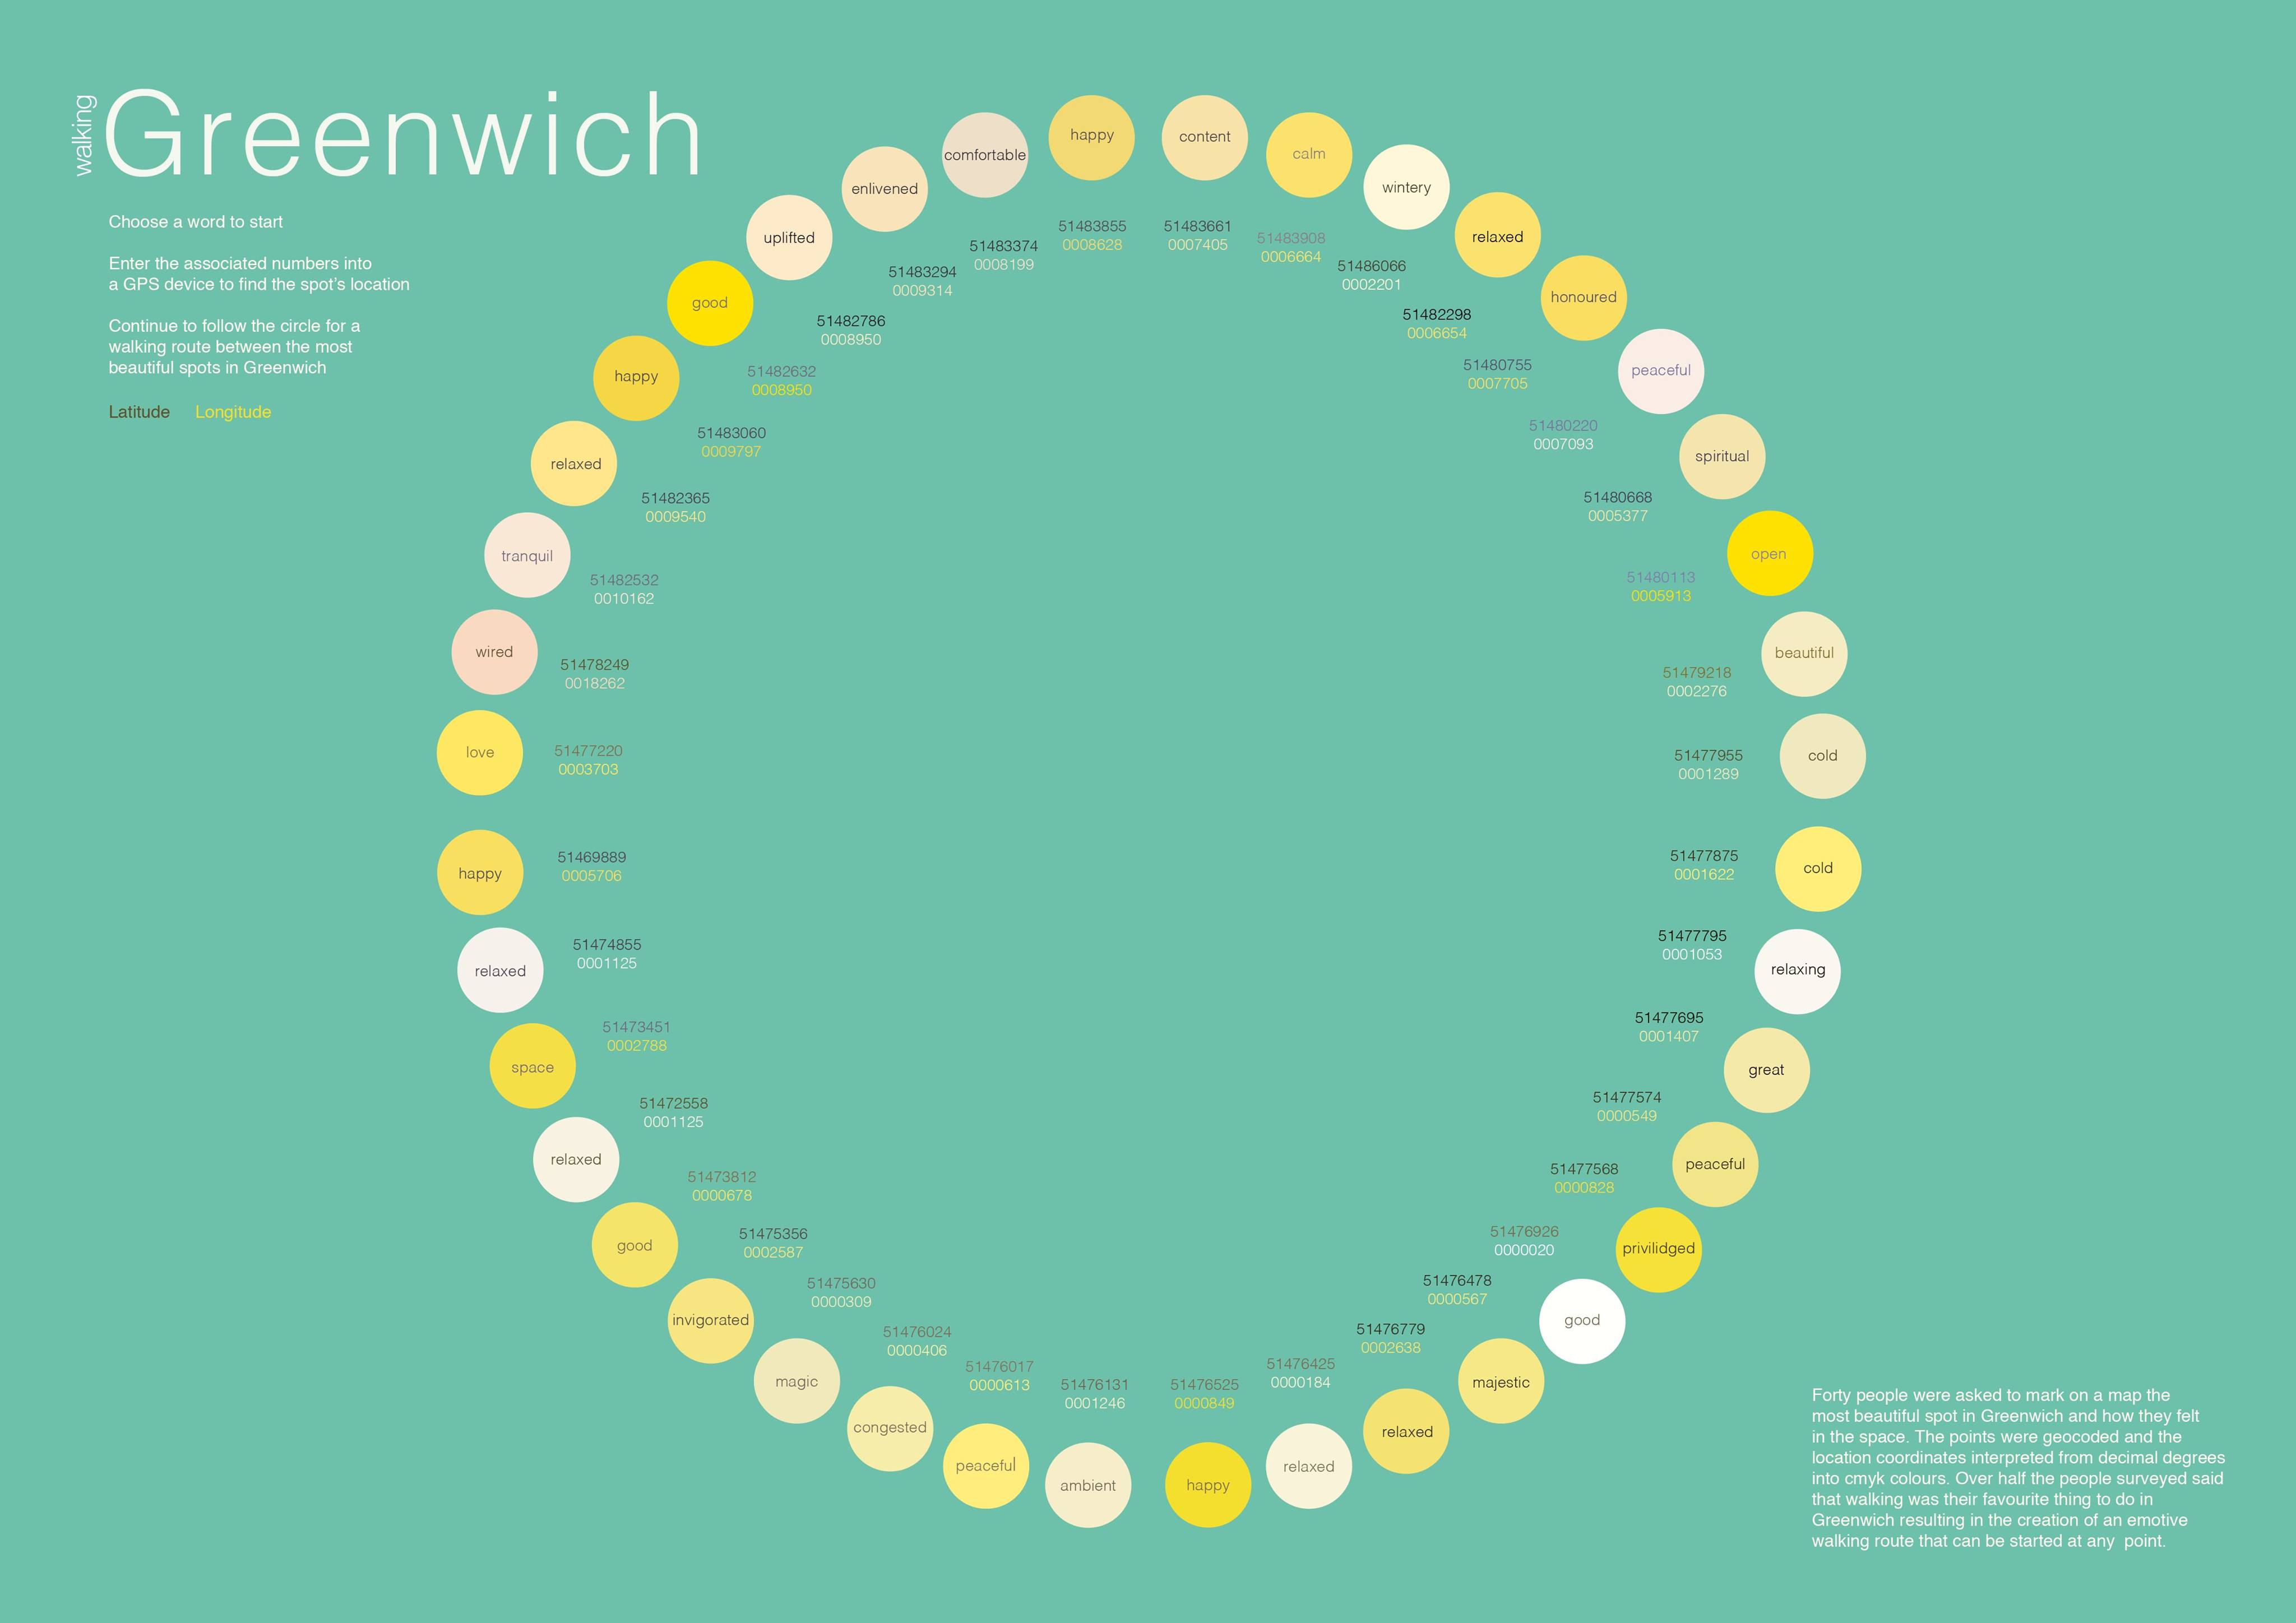 walking
Greenwich
Choose a word to start
Enter the associated numbers into
a GPS device to find the spot's location
Continue to follow the circle for a
walking route between the most
beautiful spots in Greenwich
Latitude Longitude
happy
51483855
0008628
content
51483661
0007405
calm
51483908
0006664
wintery
51486066
0002201
relaxed
51482298
0006654
honoured
51480755
0007705
peaceful
51480220
0007093
spiritual
51480668
0005377
open
51480113
0005913
beautiful
51479218
0002276
cold
51477955
0001289
cold
51477875
0001622
relaxing
51477795
0001053
great
51477695
0001407
peaceful
51477574
0000549
privilidged
51477568
0000828
good
51476926
0000020
majestic
51476478
0000567
relaxed
51476779
0002638
relaxed
51476425
0000184
happy
51476525
0000849
ambient
51476131
0001246
peaceful
51476017
0000613
congested
51476024
0000406
magic
51475630
0000309
invigorated
51475356
0002587
good
51473812
0000678
relaxed
51472558
0001125
space
51473451
0002788
relaxed
51474855
0001125
happy
51469889
0005706
love
51477220
0003703
wired
51478249
0018262
tranquil
51482532
0010162
relaxed
51482365
0009540
happy
51483060
0009797
good
51482632
0008950
uplifted
51482786
0008950
enlivened
51483294
0009314
comfortable
51483374
0008199
Forty people were asked to mark on a map the
most beautiful spot in Greenwich and how they felt
in the space. The points were geocoded and the
location coordinates interpreted from decimal degrees
into cmyk colours. Over half the people surveyed said
that walking was their favourite thing to do in
Greenwich resulting in the creation of an emotive
walking route that can be started at any  point.